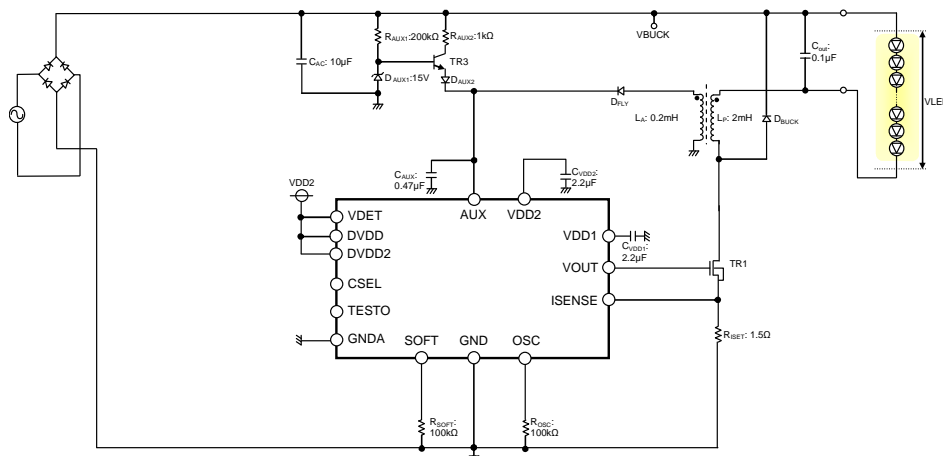 RAUX1:200kΩ
RAUX2:1kΩ
VBUCK
Cout:
0.1µF
CAC: 10µF
TR3
DAUX1:15V
DAUX2
VLED
DFLY
LA: 0.2mH
LP: 2mH
DBUCK
CAUX:
0.47µF
CVDD2:
2.2µF
VDD2
AUX
VDD2
VDET
DVDD
DVDD2
CSEL
TESTO
GNDA
VDD1
CVDD1:
2.2µF
VOUT
TR1
ISENSE
RISET: 1.5Ω
SOFT
GND
OSC
RSOFT:
100kΩ
ROSC:
100kΩ